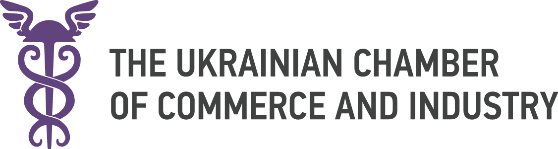 THE UKRAINIAN CHAMBER
OF COMMERCE AND INDUSTRY